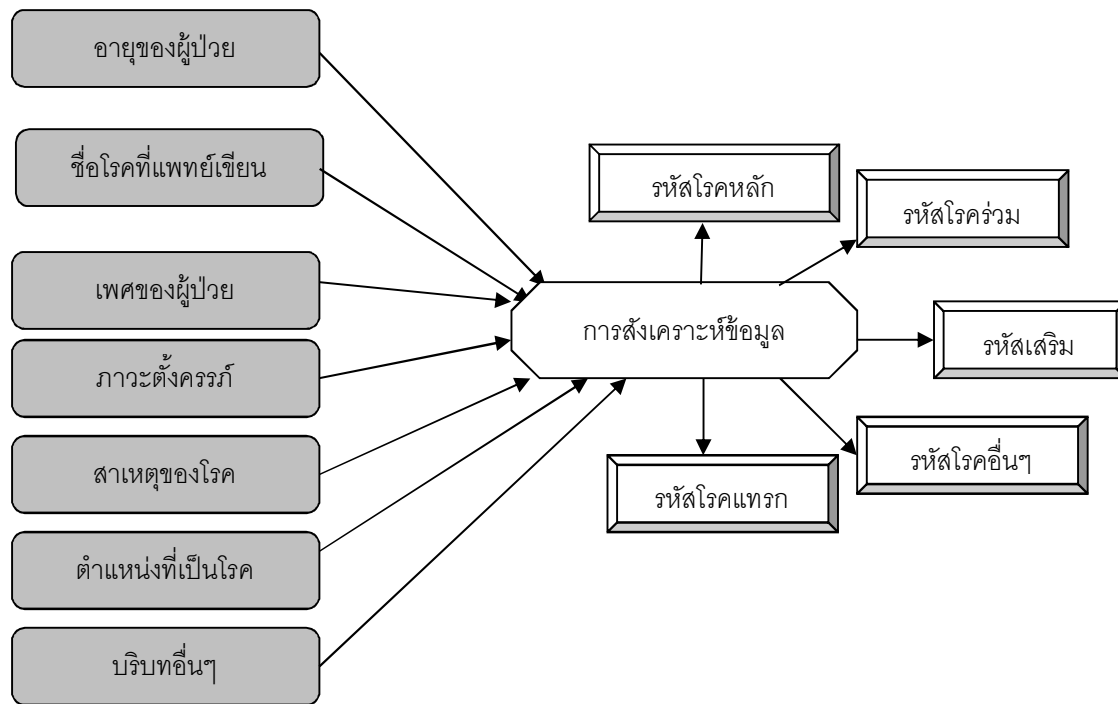 อายุของผู้ป่วย
ชื่อโรคที่แพทย์เขียน
เพศของผู้ป่วย
ภาวะตั้งครรภ์
สาเหตุของโรค
ตำแหน่งที่เป็นโรค
บริบทอื่นๆ
การสังเคราะห์ข้อมูล
รหัสโรคหลัก
รหัสโรคร่วม
รหัสเสริม
รหัสโรคอื่นๆ
รหัสโรคแทรก